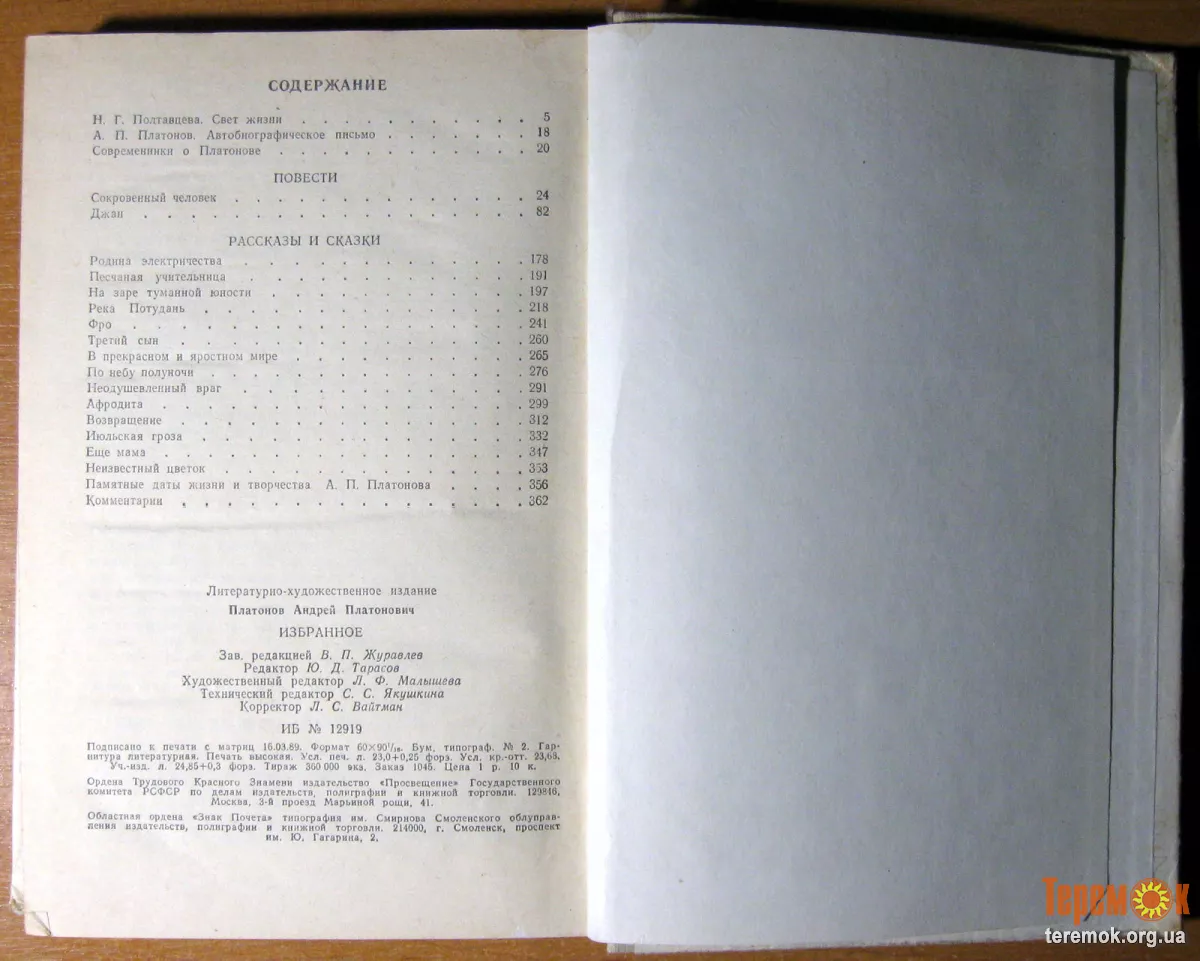 СОДЕРЖАНИЕ
Н. Г. Полтавцева. Свет жизни . . . . . . . . . . . 5
А. П. Платонов. Автобиографическое письмо . . . . . . . 18
Современники о Платонове . . . . . . . . . . . . 20
ПОВЕСТИ
Сокровенный человек . . . . . . . . . . . . . . 24
Джан . . . . . . . . . . . . . . . . . . 82
РАССКАЗЫ И СКАЗКИ
Родина электричества . . . . . . . . . . . . . 178
Песчаная учительница . . . . . . . . . . . . . 191
На заре туманной юности . . . . . . . . . . . . 197
Река Потудань . . . . . . . . . . . . . . . 218
Фро . . . . . . . . . . . . . . . . . . 241
Третий сын . . . . . . . . . . . . . . . . 260
В прекрасном и яростном мире . . . . . . . . . . . 265
По небу полуночи . . . . . . . . . . . . . . 276
Неодушевленный враг . . . . . . . . . . . . . 291
Афродита . . . . . . . . . . . . . . . . . 299
Возвращение . . . . . . . . . . . . . . . . 312
Июльская гроза . . . . . . . . . . . . . . . 332
Еще мама . . . . . . . . . . . . . . . . . 347
Неизвестный цветок . . . . . . . . . . . . . . 353
Памятные даты жизни и творчества А. П. Платонова . . . . 356
Комментарии . . . . . . . . . . . . . . . . 362
Литературно-художественное издание
Платонов Андрей Платонович
ИЗБРАННОЕ
Зав. редакцией В. П. Журавлев
Редактор Ю. Д. Тарасов
Художественный редактор Л. Ф. Малышева
Технический редактор С. С. Якушкина
Корректор Л. С. Вайтман
ИБ № 12919
Подписано к печати с матриц 16.03.89. Формат 60×90¹/₁₆. Бум. типограф. № 2. Гар-
нитура литературная. Печать высокая. Усл. печ. л. 23,0+0,25 форз. Усл. кр.-отт. 23,63.
Уч.-изд. л. 24,85+0,3 форз. Тираж 360 000 экз. Заказ 1045. Цена 1 р. 10 к.
Ордена Трудового Красного Знамени издательство «Просвещение» Государственного
комитета РСФСР по делам издательств, полиграфии и книжной торговли. 129846,
Москва, 3-й проезд Марьиной рощи, 41.
Областная ордена «Знак Почета» типография им. Смирнова Смоленского облуправ-
ления издательств, полиграфии и книжной торговли. 214000, г. Смоленск, проспект
им. Ю. Гагарина, 2.
Теремок
teremok.org.ua